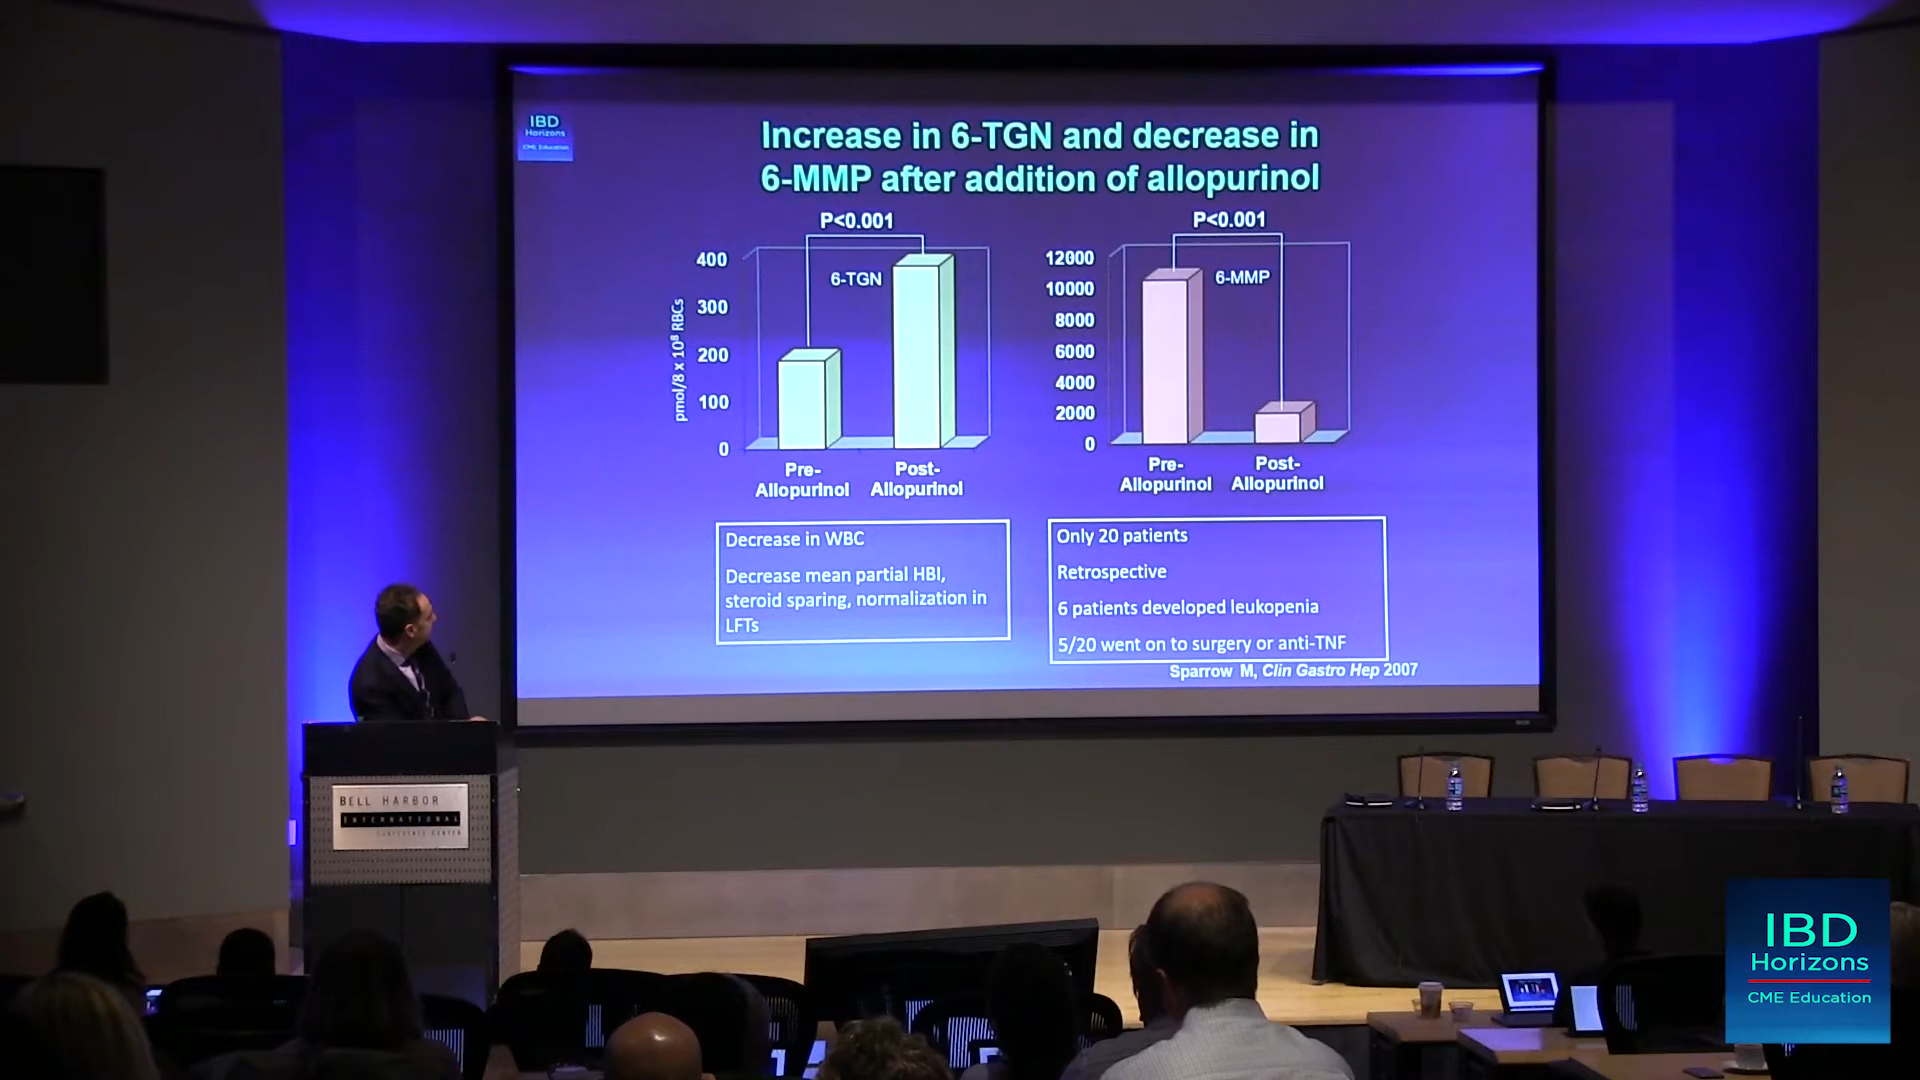 IBD
Horizons
CME Education
Increase in 6-TGN and decrease in
6-MMP after addition of allopurinol
P<0.001
400
300
200
100
0
pmol/8 x 10⁸ RBCs
6-TGN
Pre-
Allopurinol
Post-
Allopurinol
P<0.001
12000
10000
8000
6000
4000
2000
0
6-MMP
Pre-
Allopurinol
Post-
Allopurinol
Decrease in WBC
Decrease mean partial HBI,
steroid sparing, normalization in
LFTs
Only 20 patients
Retrospective
6 patients developed leukopenia
5/20 went on to surgery or anti-TNF
Sparrow M, Clin Gastro Hep 2007
BELL HARBOR
INTERNATIONAL
CONFERENCE CENTER
IBD
Horizons
CME Education